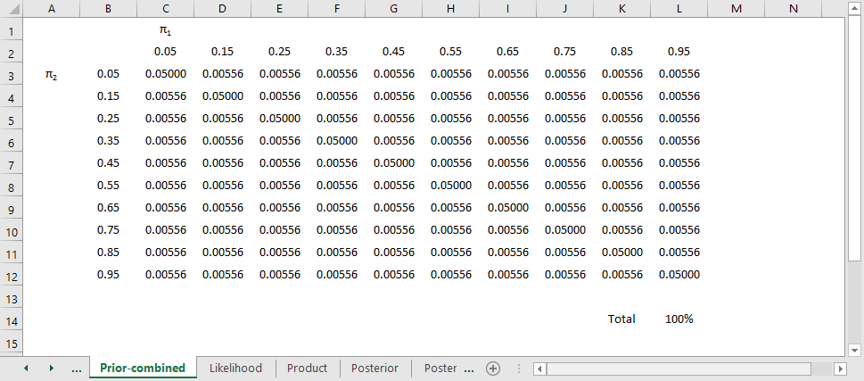 A B C D E F G H I J K L M N
1 π₁
2 0.05 0.15 0.25 0.35 0.45 0.55 0.65 0.75 0.85 0.95
3 π₂ 0.05 0.05000 0.00556 0.00556 0.00556 0.00556 0.00556 0.00556 0.00556 0.00556 0.00556
4 0.15 0.00556 0.05000 0.00556 0.00556 0.00556 0.00556 0.00556 0.00556 0.00556 0.00556
5 0.25 0.00556 0.00556 0.05000 0.00556 0.00556 0.00556 0.00556 0.00556 0.00556 0.00556
6 0.35 0.00556 0.00556 0.00556 0.05000 0.00556 0.00556 0.00556 0.00556 0.00556 0.00556
7 0.45 0.00556 0.00556 0.00556 0.00556 0.05000 0.00556 0.00556 0.00556 0.00556 0.00556
8 0.55 0.00556 0.00556 0.00556 0.00556 0.00556 0.05000 0.00556 0.00556 0.00556 0.00556
9 0.65 0.00556 0.00556 0.00556 0.00556 0.00556 0.00556 0.05000 0.00556 0.00556 0.00556
10 0.75 0.00556 0.00556 0.00556 0.00556 0.00556 0.00556 0.00556 0.05000 0.00556 0.00556
11 0.85 0.00556 0.00556 0.00556 0.00556 0.00556 0.00556 0.00556 0.00556 0.05000 0.00556
12 0.95 0.00556 0.00556 0.00556 0.00556 0.00556 0.00556 0.00556 0.00556 0.00556 0.05000
13
14 Total 100%
15
... Prior-combined Likelihood Product Posterior Poster ...